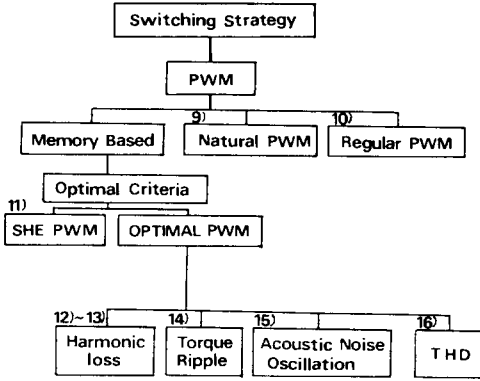 Switching Strategy
PWM
9)
10)
Memory Based
Natural PWM
Regular PWM
Optimal Criteria
11)
SHE PWM
OPTIMAL PWM
12)~13)
14)
15)
16)
Harmonic
loss
Torque
Ripple
Acoustic Noise
Oscillation
THD